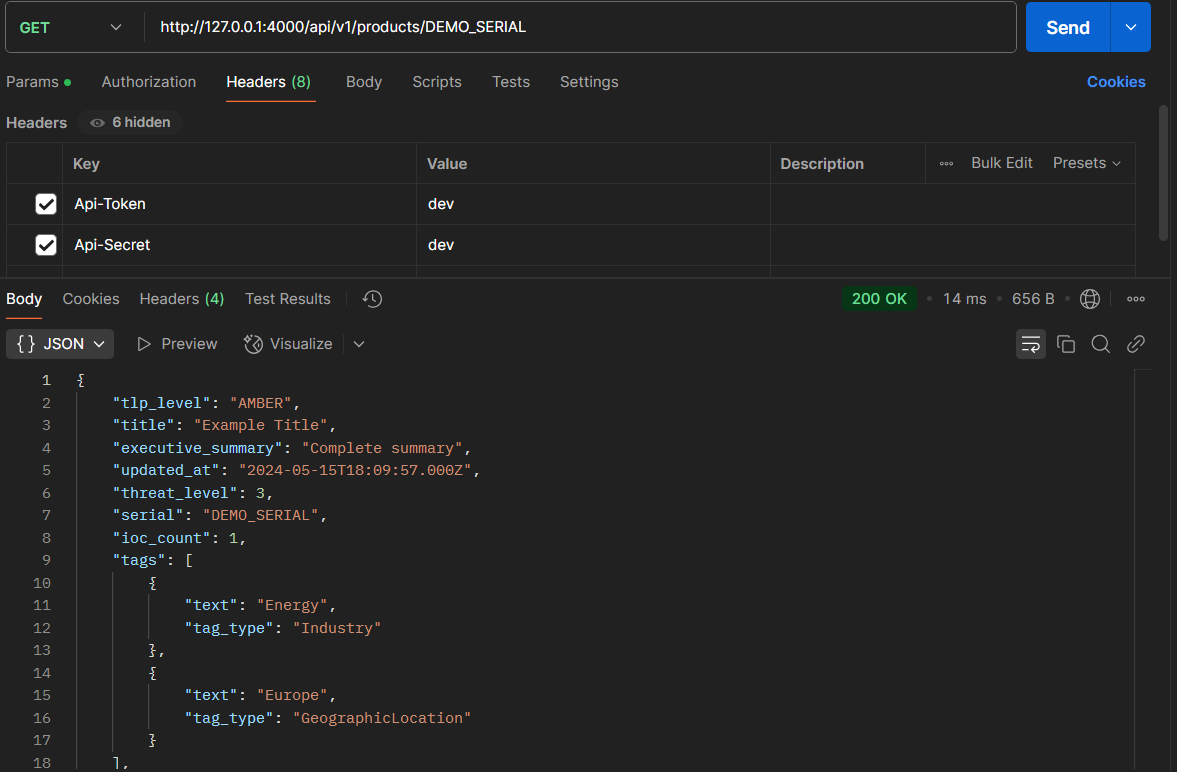 GET http://127.0.0.1:4000/api/v1/products/DEMO_SERIAL Send
Params Authorization Headers (8) Body Scripts Tests Settings Cookies
Headers 6 hidden
Key Value Description Bulk Edit Presets
Api-Token dev
Api-Secret dev
Body Cookies Headers (4) Test Results 200 OK • 14 ms • 656 B
{} JSON Preview Visualize
1 {
2 "tlp_level": "AMBER",
3 "title": "Example Title",
4 "executive_summary": "Complete summary",
5 "updated_at": "2024-05-15T18:09:57.000Z",
6 "threat_level": 3,
7 "serial": "DEMO_SERIAL",
8 "ioc_count": 1,
9 "tags": [
10 {
11 "text": "Energy",
12 "tag_type": "Industry"
13 },
14 {
15 "text": "Europe",
16 "tag_type": "GeographicLocation"
17 }
18 ],